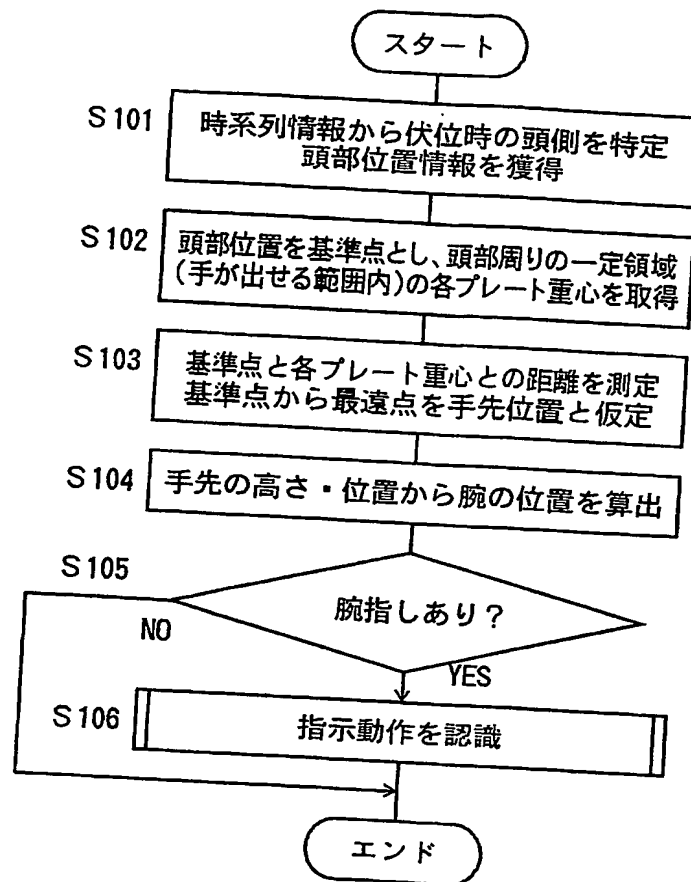 スタート
S101
時系列情報から伏位時の頭側を特定
頭部位置情報を獲得
S102
頭部位置を基準点とし、頭部周りの一定領域
(手が出せる範囲内)の各プレート重心を取得
S103
基準点と各プレート重心との距離を測定
基準点から最遠点を手先位置と仮定
S104
手先の高さ・位置から腕の位置を算出
S105
腕指しあり？
NO
YES
S106
指示動作を認識
エンド